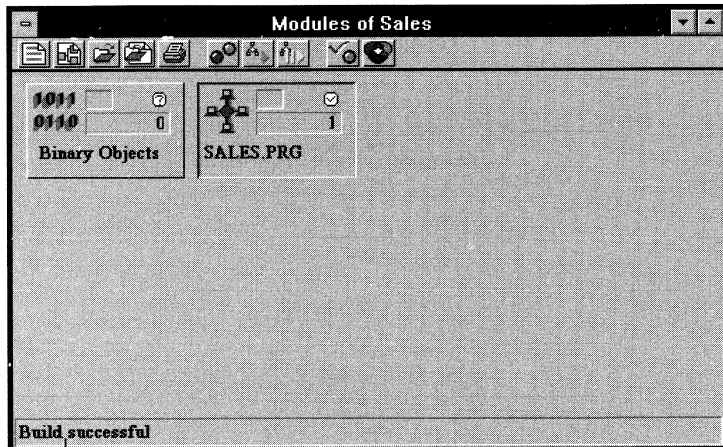 Modules of Sales
1011
0110
?
0
Binary Objects
1
SALES.PRG
Build successful